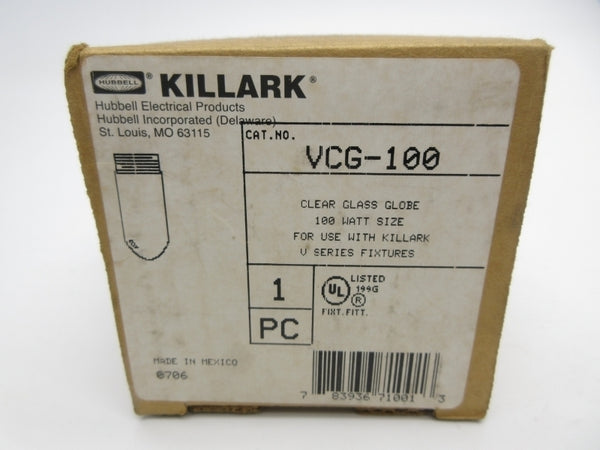 HUBBELL ® KILLARK®
Hubbell Electrical Products
Hubbell Incorporated (Delaware)
St. Louis, MO 63115
CAT.NO.
VCG-100
CLEAR GLASS GLOBE
100 WATT SIZE
FOR USE WITH KILLARK
V SERIES FIXTURES
1
PC
UL ®
LISTED
199G
FIXT.FITT.
MADE IN MEXICO
0706
7 83936 71001 3